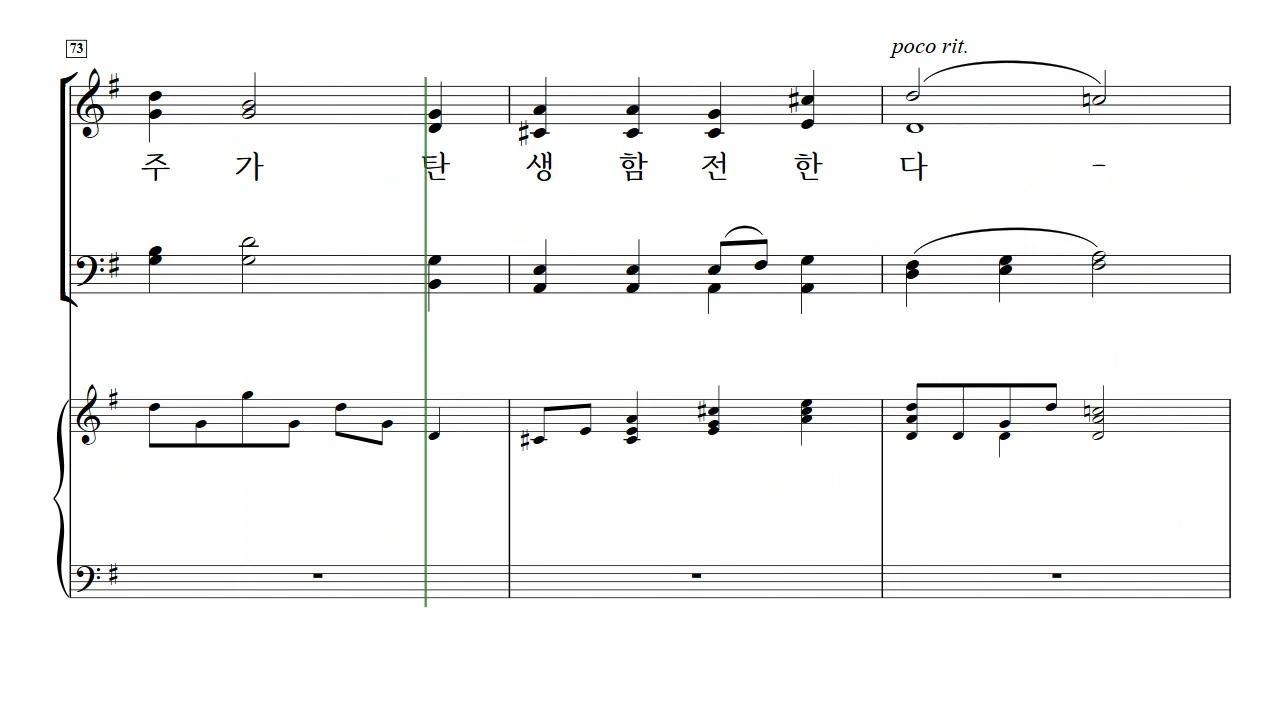 73
poco rit.
주 가 탄 생 함 전 한 다 -